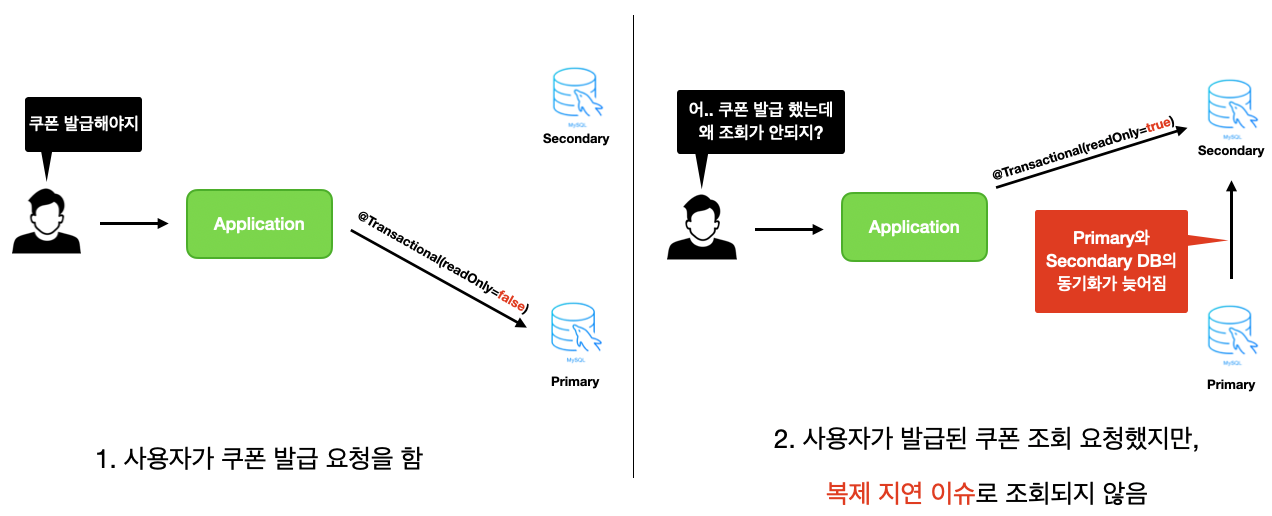 쿠폰 발급해야지
Application
@Transactional(readOnly=false)
MySQL
Secondary
MySQL
Primary
1. 사용자가 쿠폰 발급 요청을 함
어.. 쿠폰 발급 했는데
왜 조회가 안되지?
Application
@Transactional(readOnly=true)
MySQL
Secondary
Primary와
Secondary DB의
동기화가 늦어짐
MySQL
Primary
2. 사용자가 발급된 쿠폰 조회 요청했지만,
복제 지연 이슈로 조회되지 않음